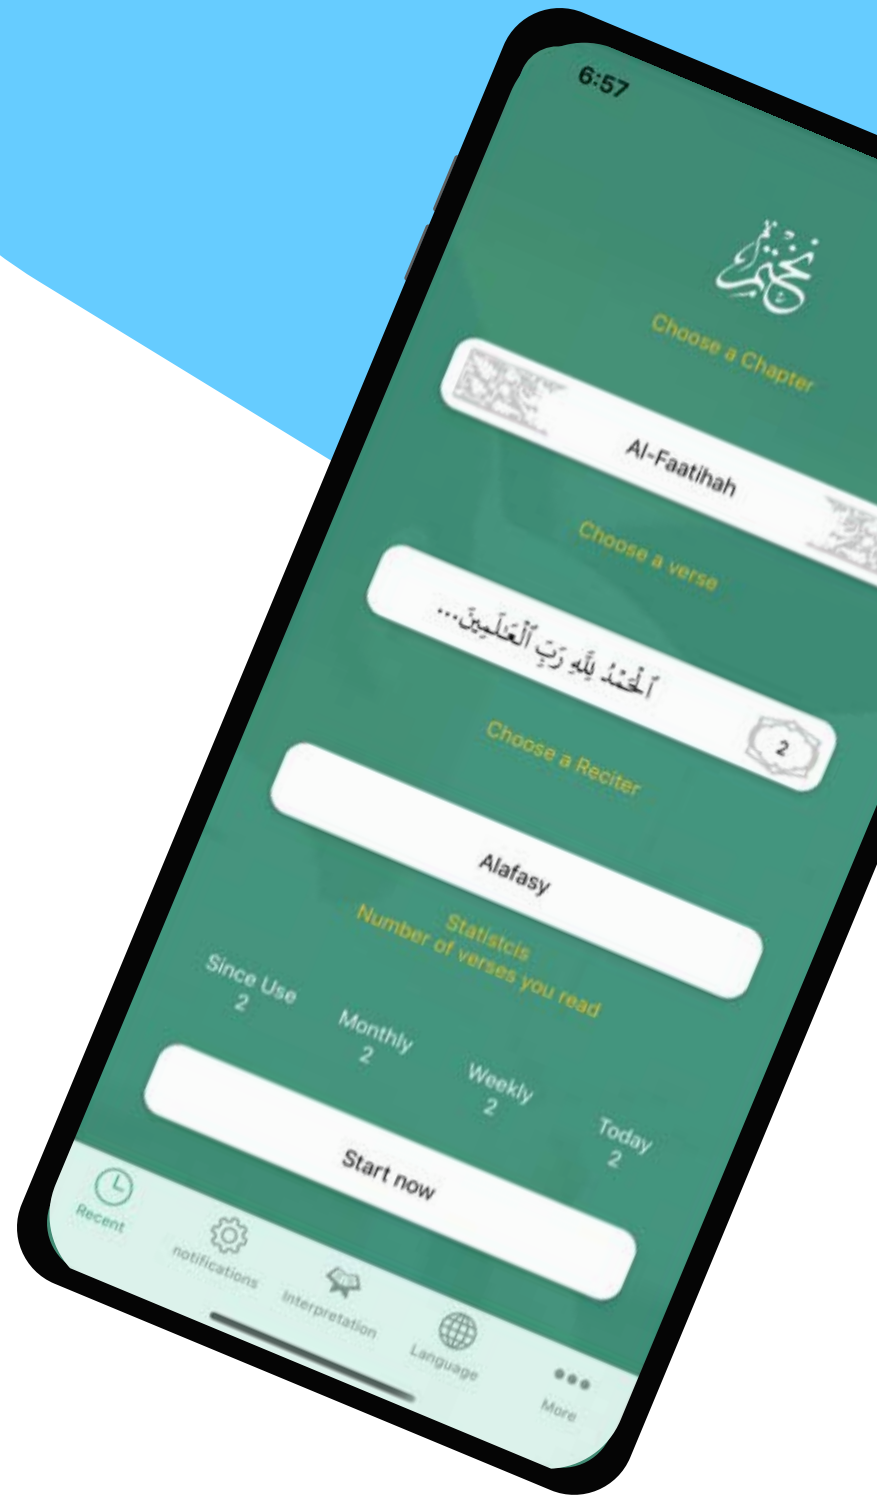 6:57
نختم
Choose a Chapter
Al-Faatihah
Choose a verse
ٱلْحَمْدُ لِلَّهِ رَبِّ ٱلْعَٰلَمِينَ...
2
Choose a Reciter
Alafasy
Statistcis
Number of verses you read
Since Use Monthly Weekly Today
2 2 2 2
Start now
Recent notifications Interpretation Language More